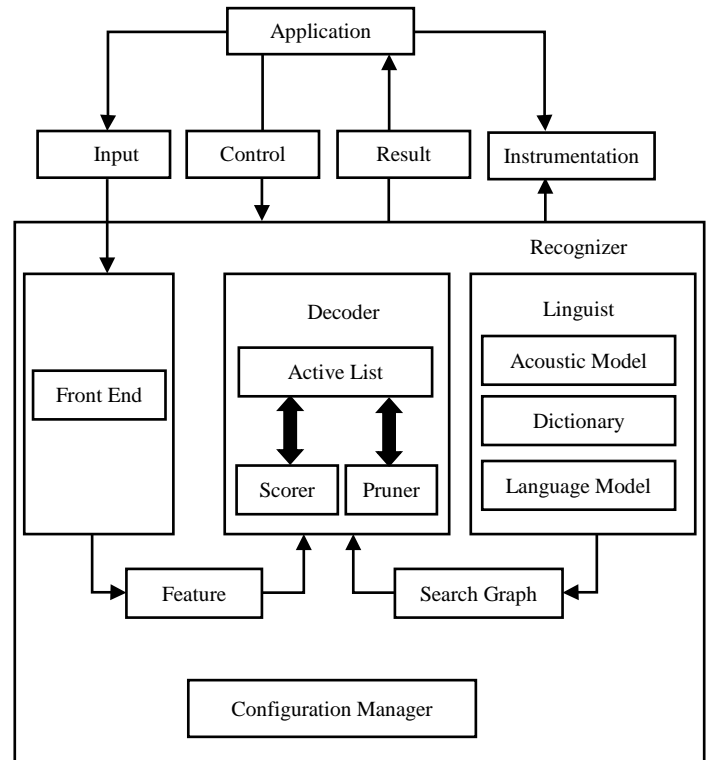 Application
Input
Control
Result
Instrumentation
Recognizer
Decoder
Linguist
Active List
Acoustic Model
Front End
Dictionary
Scorer
Pruner
Language Model
Feature
Search Graph
Configuration Manager